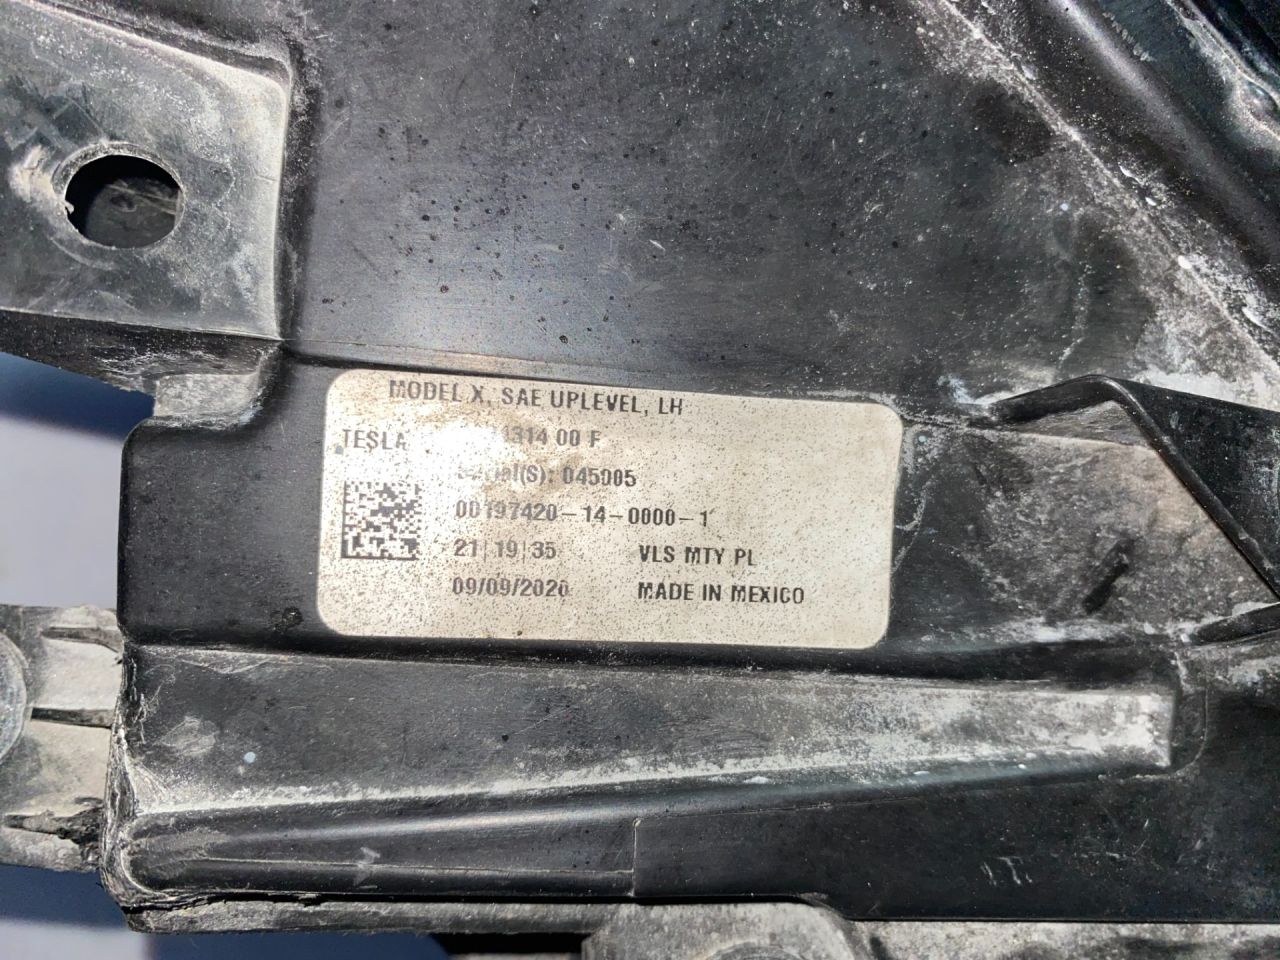 MODEL X, SAE UPLEVEL, LH
TESLA 314 00 F
(S): 045005
00197420-14-0000-1
21|19|35 VLS MTY PL
09/09/2020 MADE IN MEXICO